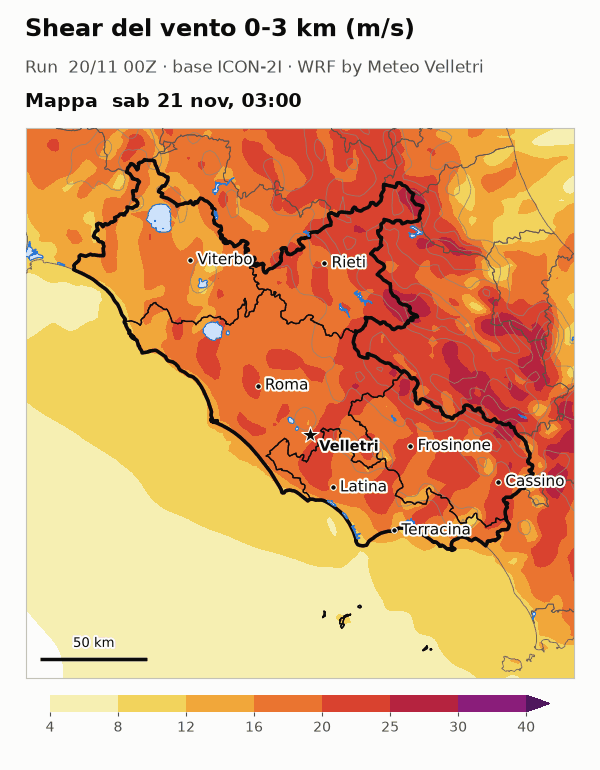 Shear del vento 0-3 km (m/s)
Run  20/11 00Z · base ICON-2I · WRF by Meteo Velletri
Mappa  sab 21 nov, 03:00
Viterbo
Rieti
Roma
Velletri
Frosinone
Latina
Cassino
Terracina
50 km
4 8 12 16 20 25 30 40